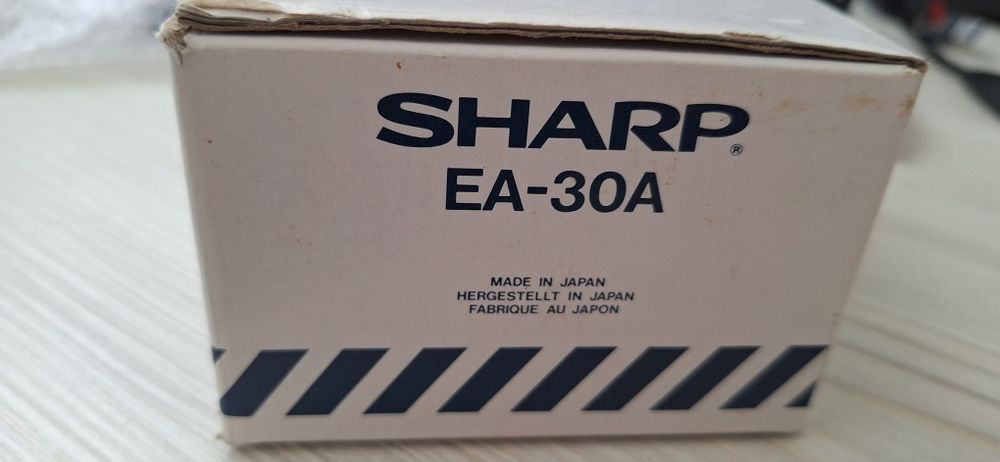 SHARP®
EA-30A
MADE IN JAPAN
HERGESTELLT IN JAPAN
FABRIQUE AU JAPON